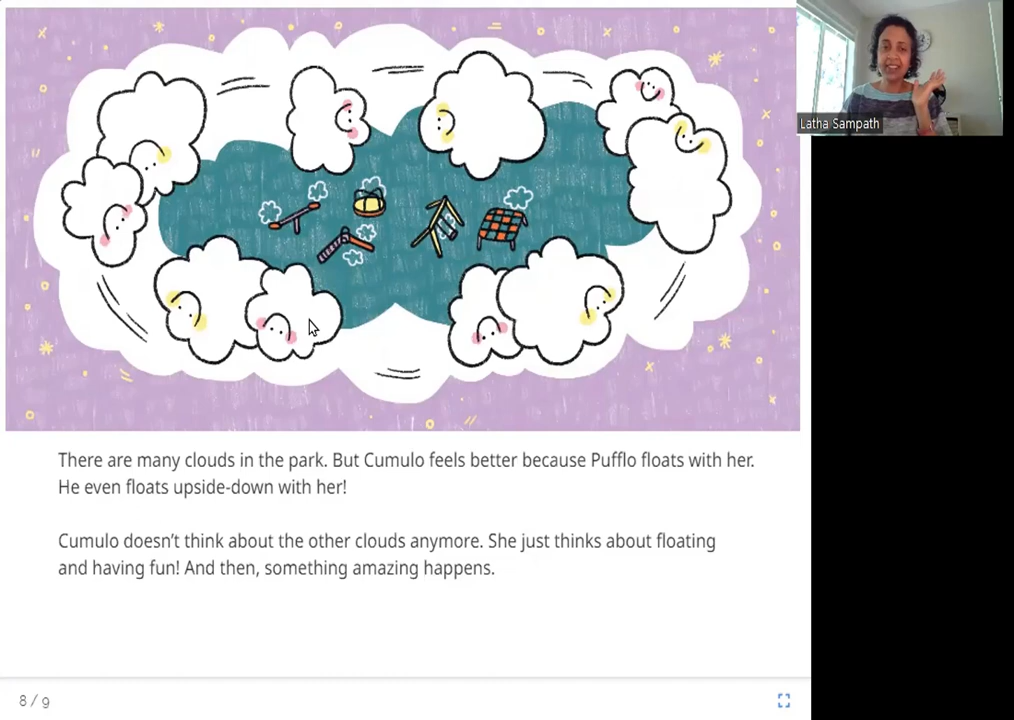 Latha Sampath
There are many clouds in the park. But Cumulo feels better because Pufflo floats with her.
He even floats upside-down with her!
Cumulo doesn’t think about the other clouds anymore. She just thinks about floating
and having fun! And then, something amazing happens.
8 / 9